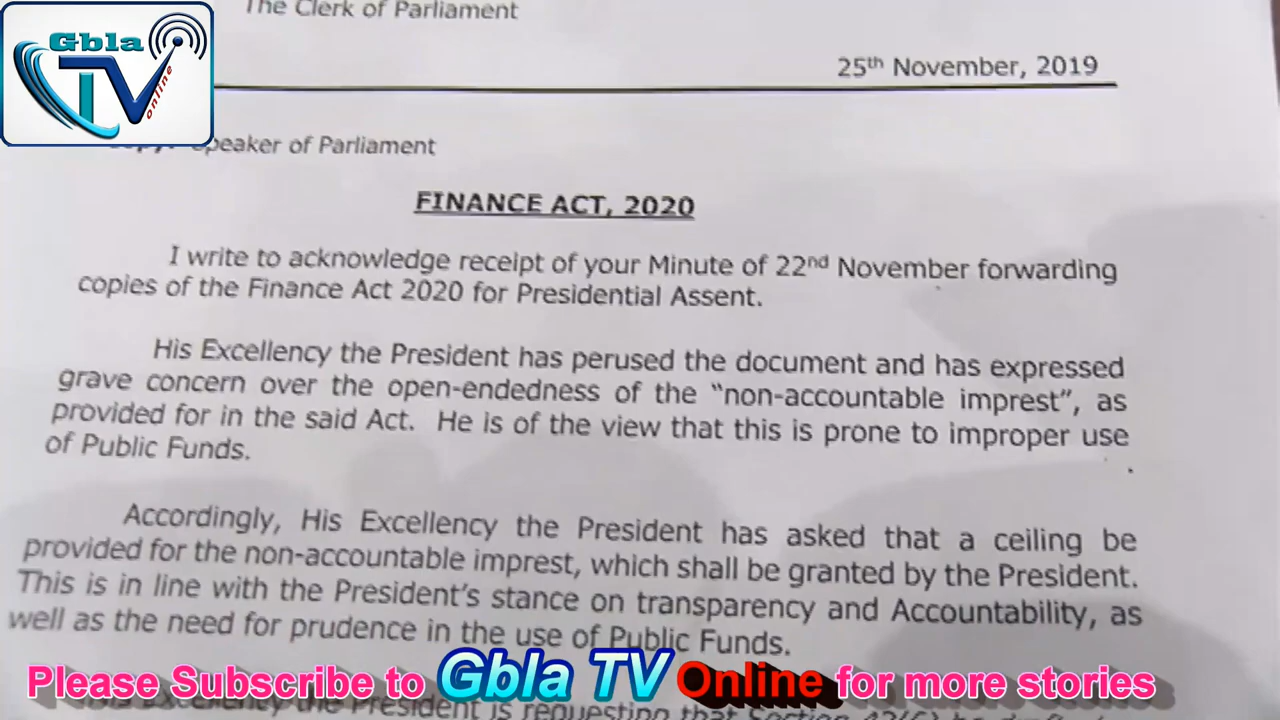 The Clerk of Parliament
Gbla
TV
online
25th November, 2019
Speaker of Parliament
FINANCE ACT, 2020
I write to acknowledge receipt of your Minute of 22nd November forwarding
copies of the Finance Act 2020 for Presidential Assent.
His Excellency the President has perused the document and has expressed
grave concern over the open-endedness of the “non-accountable imprest”, as
provided for in the said Act. He is of the view that this is prone to improper use
of Public Funds.
Accordingly, His Excellency the President has asked that a ceiling be
provided for the non-accountable imprest, which shall be granted by the President.
This is in line with the President’s stance on transparency and Accountability, as
well as the need for prudence in the use of Public Funds.
Please Subscribe to Gbla TV Online for more stories
the President is requesting that Section